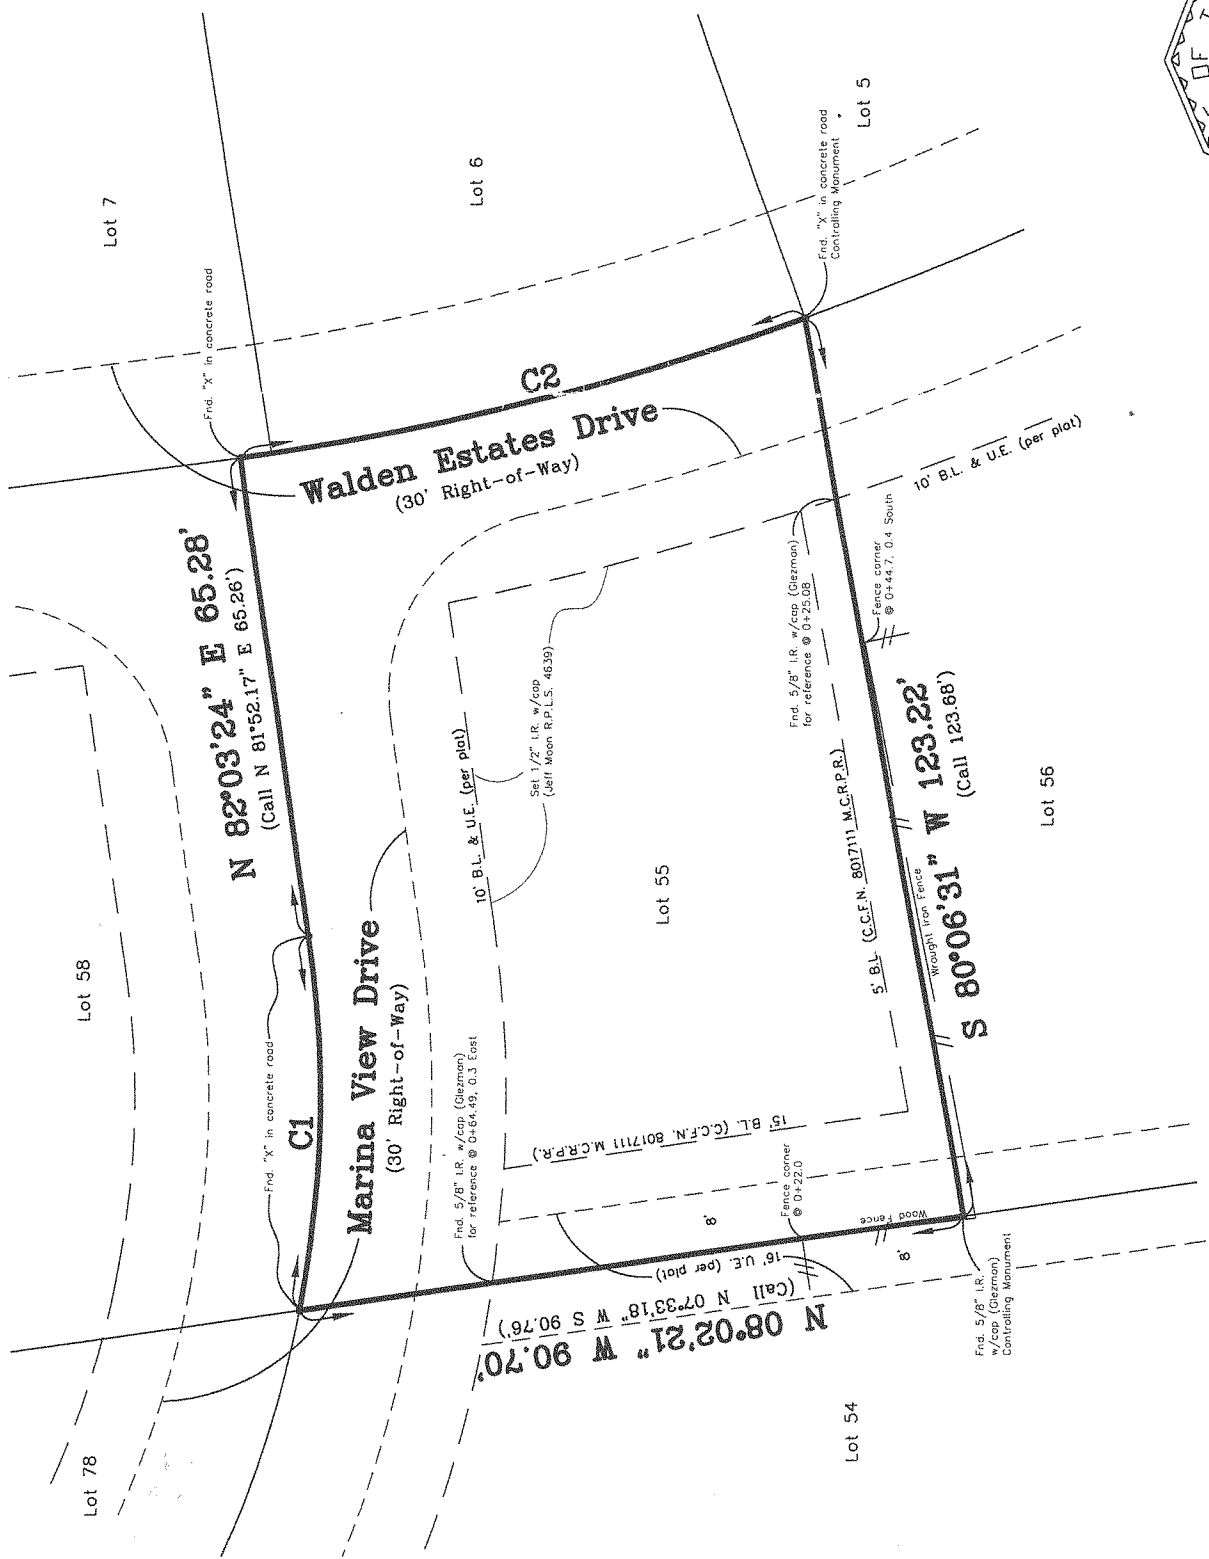 Lot 7
Lot 6
Lot 5
OF
Fnd. "X" in concrete road
Fnd. "X" in concrete road
Controlling Monument
C2
Walden Estates Drive
(30' Right-of-Way)
N 82°03'24" E 65.28'
(Call N 81°52.17" E 65.26')
10' B.L. & U.E. (per plat)
Fence corner
@ 0+44.7, 0.4 South
Fnd. 5/8" I.R. w/cap (Glezman)
for reference @ 0+25.08
Set 1/2" I.R. w/cap
(Jeff Moon R.P.L.S. 4639)
10' B.L. & U.E. (per plat)
Lot 58
Fnd. "X" in concrete road
C1
Marina View Drive
(30' Right-of-Way)
Lot 55
5' B.L. (C.C.F.N. 8017111 M.C.R.P.R.)
Wrought Iron Fence
S 80°06'31" W 123.22'
(Call 123.68')
Lot 56
Fnd. 5/8" I.R. w/cap (Glezman)
for reference @ 0+64.49, 0.3 East
15' B.L. (C.C.F.N. 8017111 M.C.R.P.R.)
Fence corner
@ 0+22.0
Wood Fence
8'
8'
16' U.E. (per plat)
(Call N 07°33'18" W S 90.76')
N 08°02'21" W 90.70'
Fnd. 5/8" I.R.
w/cap (Glezman)
Controlling Monument
Lot 78
Lot 54